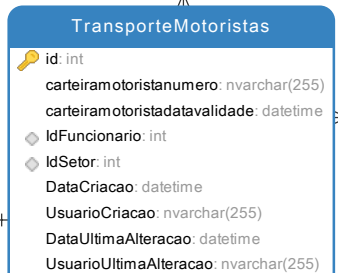 TransporteMotoristas
id: int
carteiramotoristanumero: nvarchar(255)
carteiramotoristadatavalidade: datetime
IdFuncionario: int
IdSetor: int
DataCriacao: datetime
UsuarioCriacao: nvarchar(255)
DataUltimaAlteracao: datetime
UsuarioUltimaAlteracao: nvarchar(255)